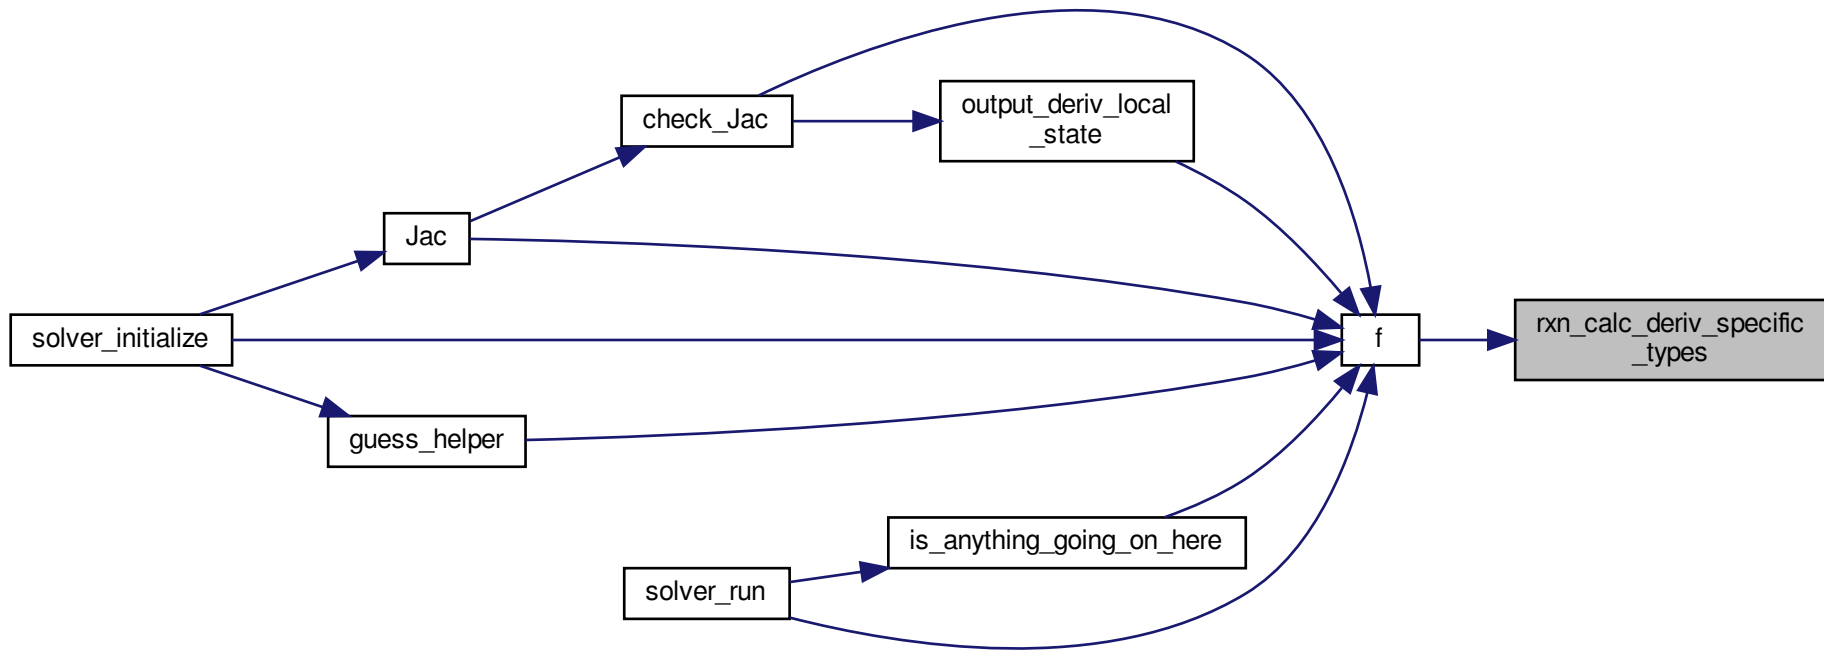 check_Jac
output_deriv_local
_state
Jac
solver_initialize
f
rxn_calc_deriv_specific
_types
guess_helper
is_anything_going_on_here
solver_run